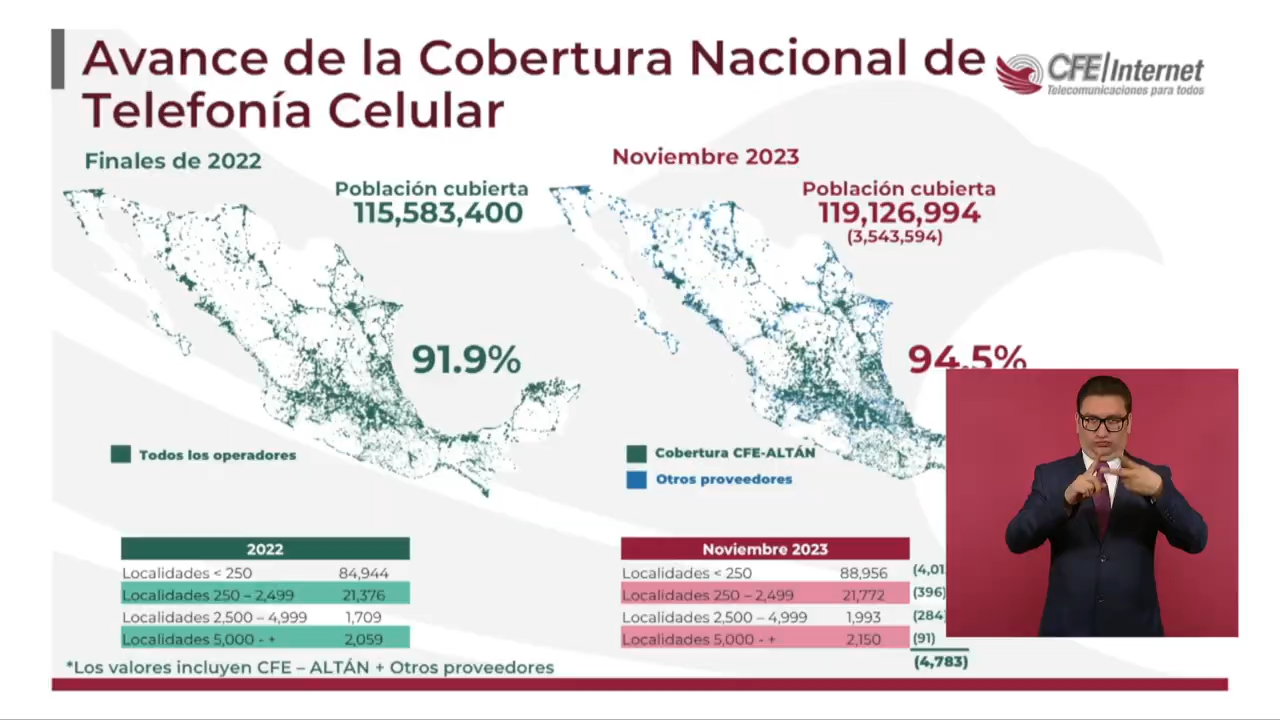 Avance de la Cobertura Nacional de
Telefonía Celular
CFE/Internet
Telecomunicaciones para todos
Finales de 2022
Población cubierta
115,583,400
91.9%
Todos los operadores
Noviembre 2023
Población cubierta
119,126,994
(3,543,594)
94.5%
Cobertura CFE-ALTÁN
Otros proveedores
2022
Localidades < 250 84,944
Localidades 250 – 2,499 21,376
Localidades 2,500 – 4,999 1,709
Localidades 5,000 - + 2,059
Noviembre 2023
Localidades < 250 88,956 (4,01
Localidades 250 – 2,499 21,772 (396)
Localidades 2,500 – 4,999 1,993 (284
Localidades 5,000 - + 2,150 (91)
(4,783)
*Los valores incluyen CFE – ALTÁN + Otros proveedores